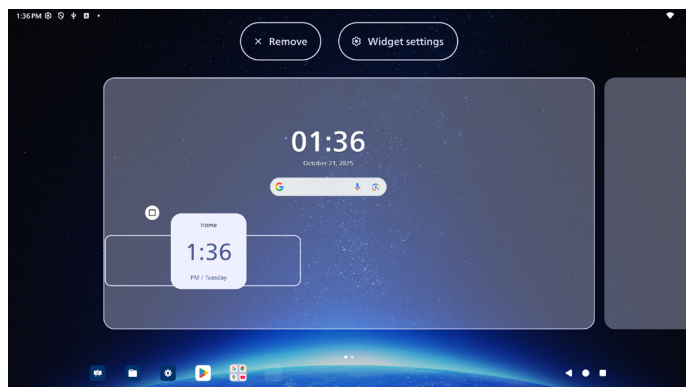 1:36 PM
× Remove
Widget settings
01:36
October 21, 2025
Home
1:36
PM / Tuesday